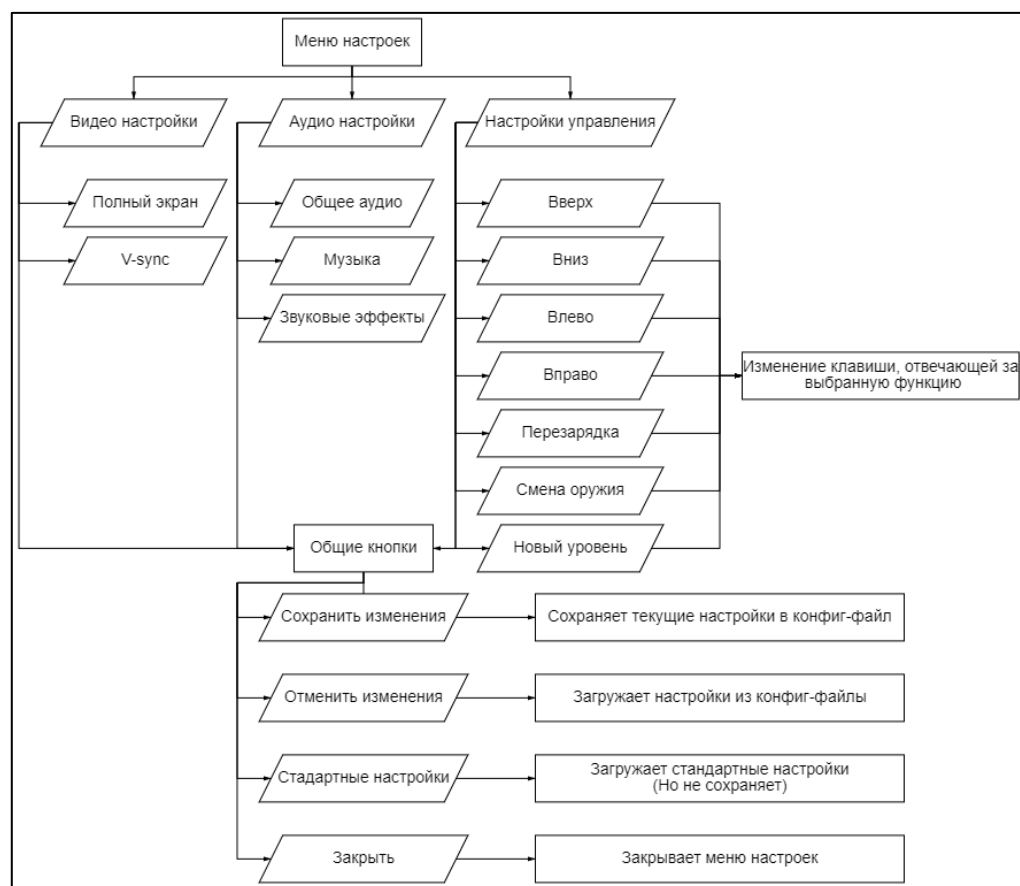 Меню настроек
Видео настройки
Аудио настройки
Настройки управления
Полный экран
Общее аудио
Вверх
V-sync
Музыка
Вниз
Звуковые эффекты
Влево
Вправо
Изменение клавиши, отвечающей за
выбранную функцию
Перезарядка
Смена оружия
Общие кнопки
Новый уровень
Сохранить изменения
Сохраняет текущие настройки в конфиг-файл
Отменить изменения
Загружает настройки из конфиг-файлы
Стадартные настройки
Загружает стандартные настройки
(Но не сохраняет)
Закрыть
Закрывает меню настроек